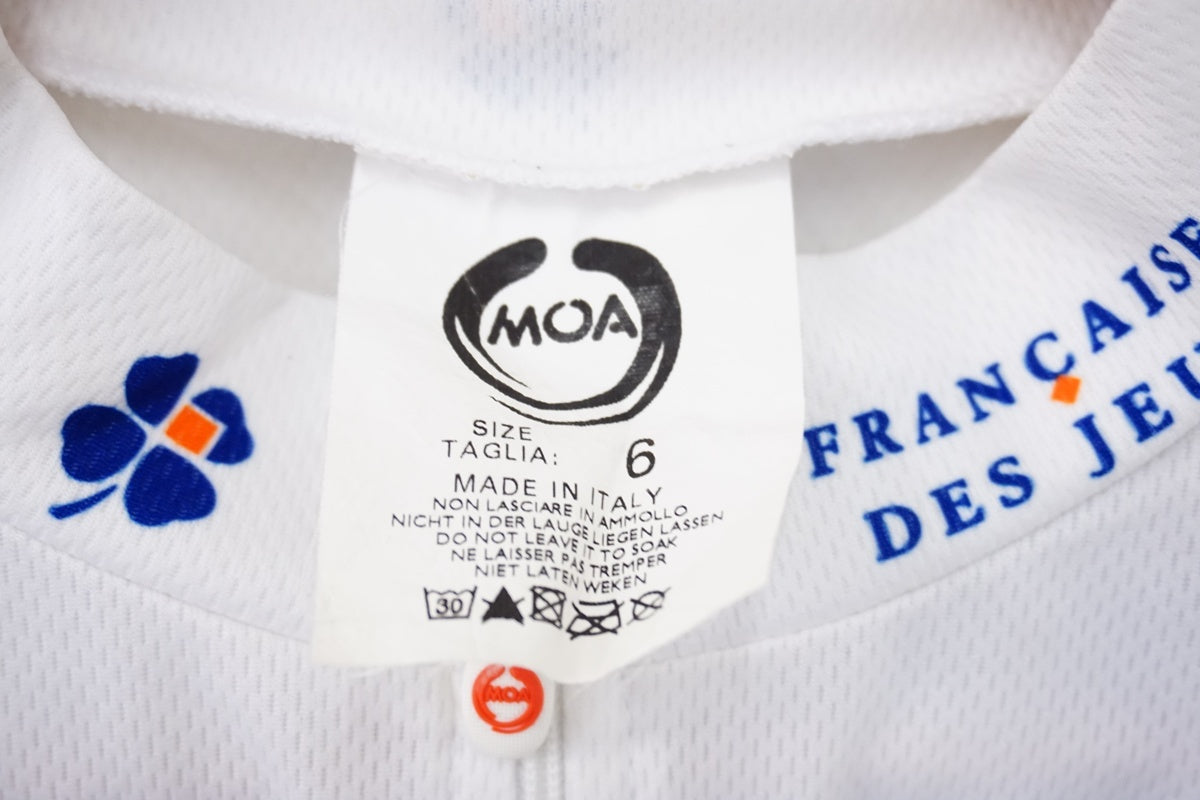 MOA
SIZE
TAGLIA: 6
MADE IN ITALY
NON LASCIARE IN AMMOLLO
NICHT IN DER LAUGE LIEGEN LASSEN
DO NOT LEAVE IT TO SOAK
NE LAISSER PAS TREMPER
NIET LATEN WEKEN
30
MOA
FRANÇAISE
DES JEU